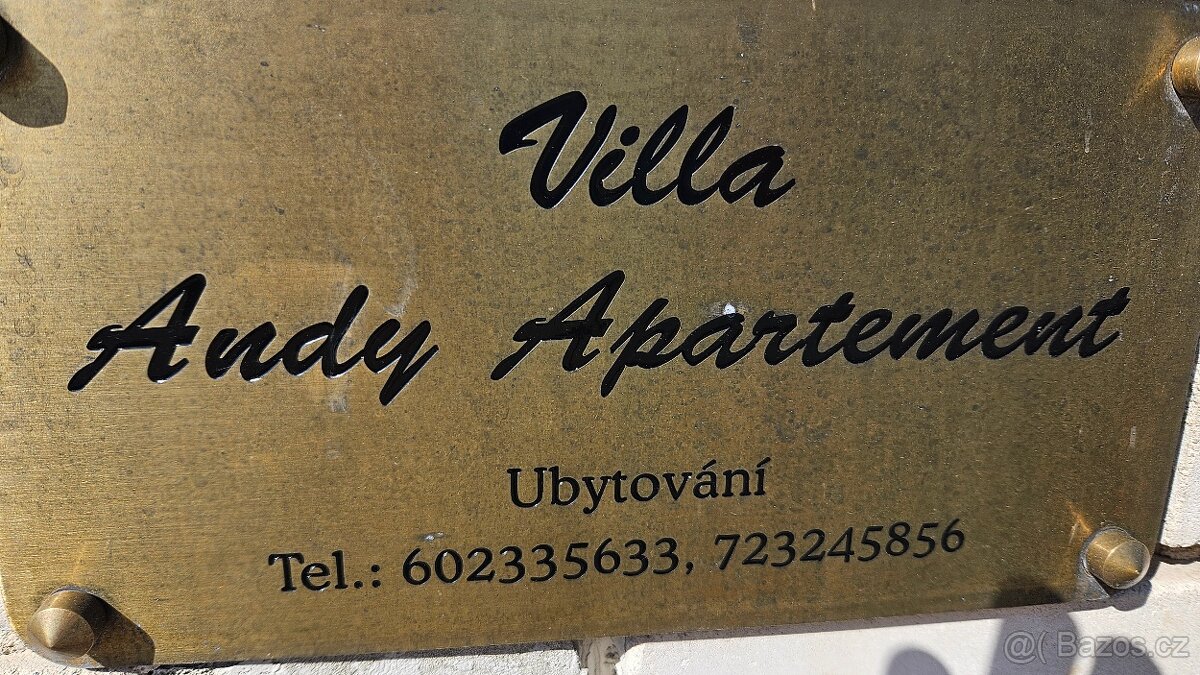 Villa
Andy Apartement
Ubytování
Tel.: 602335633, 723245856
@( Bazos.cz